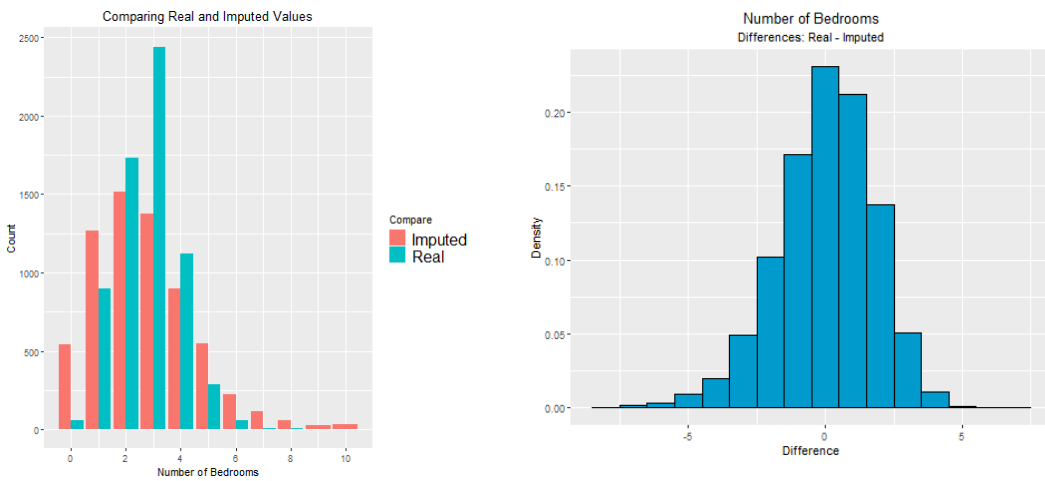 Comparing Real and Imputed Values
2500
2000
1500
1000
500
0
Count
0 2 4 6 8 10
Number of Bedrooms
Compare
Imputed
Real
Number of Bedrooms
Differences: Real - Imputed
0.20
0.15
0.10
0.05
0.00
Density
-5 0 5
Difference